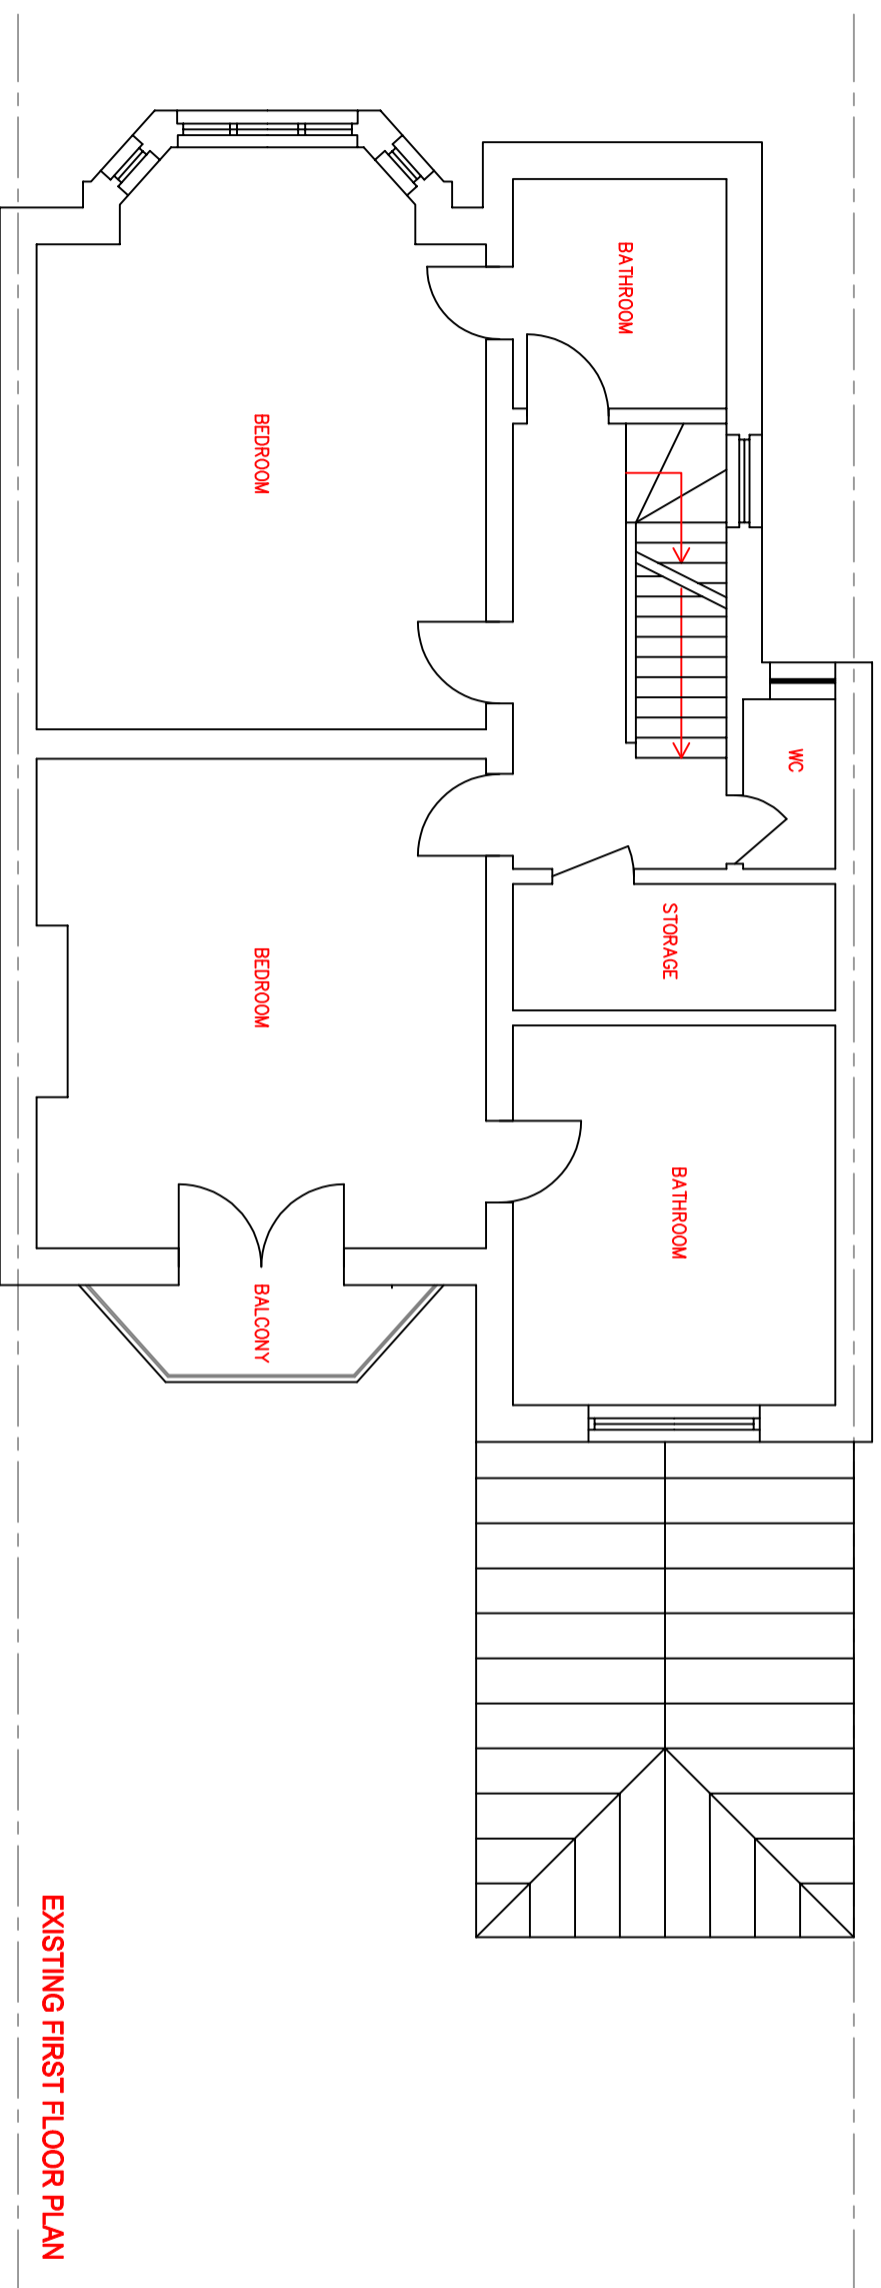 BATHROOM
BEDROOM
WC
STORAGE
BEDROOM
BATHROOM
BALCONY
EXISTING FIRST FLOOR PLAN